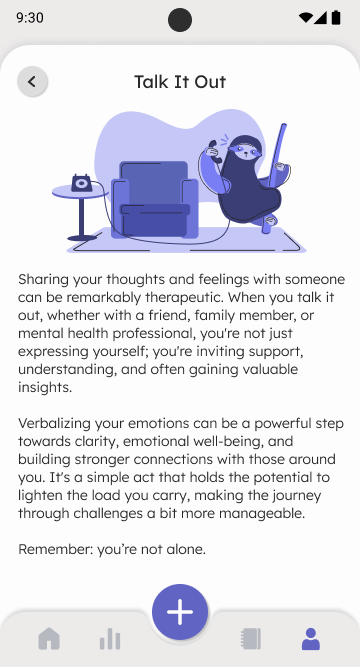 9:30
Talk It Out
Sharing your thoughts and feelings with someone
can be remarkably therapeutic. When you talk it
out, whether with a friend, family member, or
mental health professional, you're not just
expressing yourself; you're inviting support,
understanding, and often gaining valuable
insights.
Verbalizing your emotions can be a powerful step
towards clarity, emotional well-being, and
building stronger connections with those around
you. It's a simple act that holds the potential to
lighten the load you carry, making the journey
through challenges a bit more manageable.
Remember: you’re not alone.